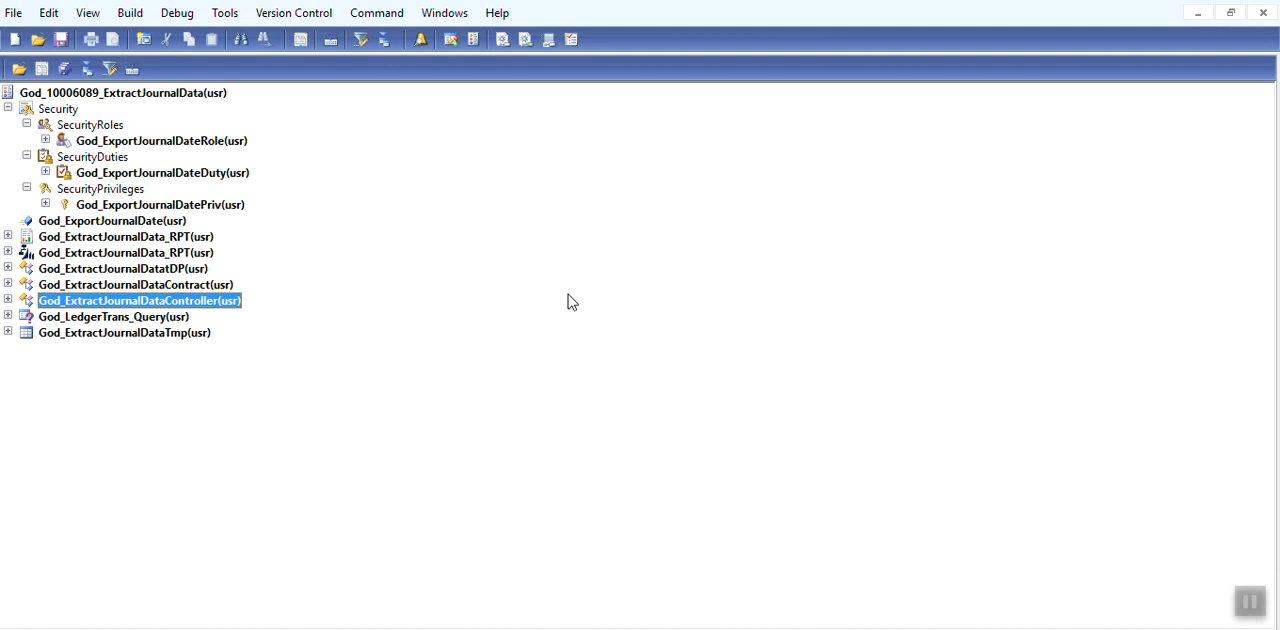 File Edit View Build Debug Tools Version Control Command Windows Help
God_10006089_ExtractJournalData(usr)
Security
SecurityRoles
God_ExportJournalDateRole(usr)
SecurityDuties
God_ExportJournalDateDuty(usr)
SecurityPrivileges
God_ExportJournalDatePriv(usr)
God_ExportJournalDate(usr)
God_ExtractJournalData_RPT(usr)
God_ExtractJournalData_RPT(usr)
God_ExtractJournalDatatDP(usr)
God_ExtractJournalDataContract(usr)
God_ExtractJournalDataController(usr)
God_LedgerTrans_Query(usr)
God_ExtractJournalDataTmp(usr)